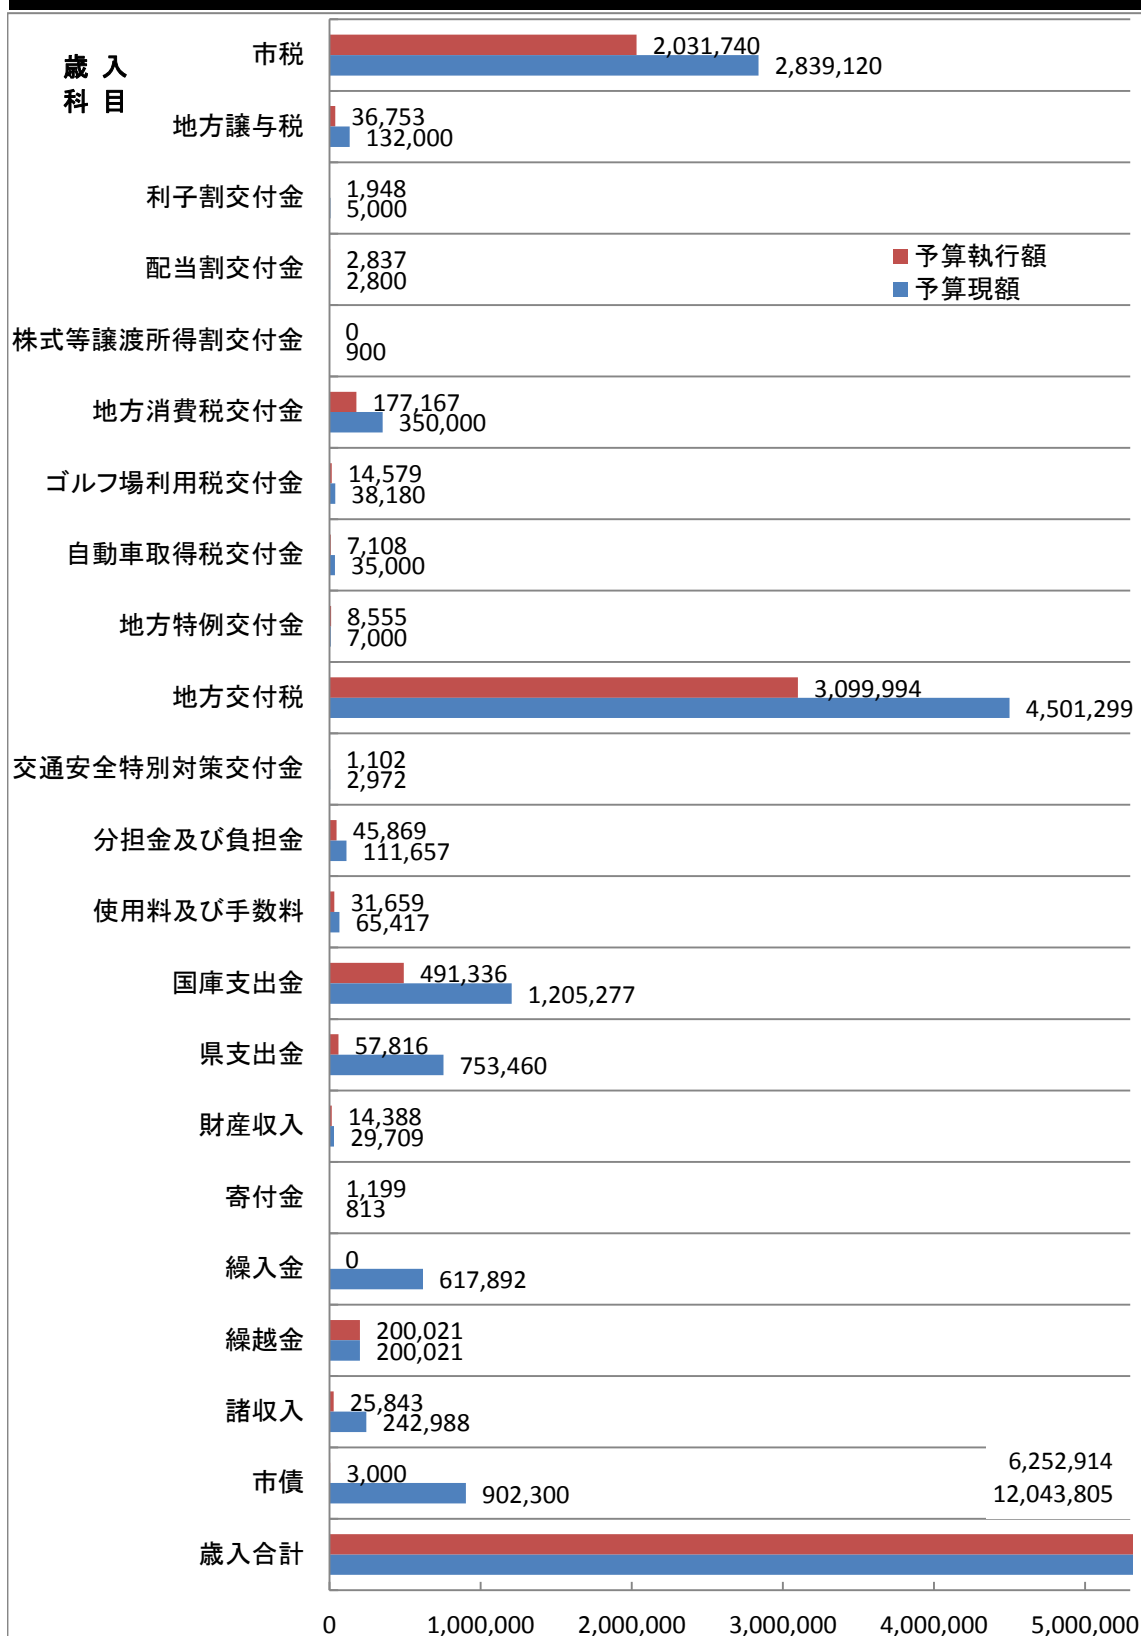 歳 入
科 目
市税
2,031,740
2,839,120
地方譲与税
36,753
132,000
利子割交付金
1,948
5,000
配当割交付金
2,837
2,800
予算執行額
予算現額
株式等譲渡所得割交付金
0
900
地方消費税交付金
177,167
350,000
ゴルフ場利用税交付金
14,579
38,180
自動車取得税交付金
7,108
35,000
地方特例交付金
8,555
7,000
地方交付税
3,099,994
4,501,299
交通安全特別対策交付金
1,102
2,972
分担金及び負担金
45,869
111,657
使用料及び手数料
31,659
65,417
国庫支出金
491,336
1,205,277
県支出金
57,816
753,460
財産収入
14,388
29,709
寄付金
1,199
813
繰入金
0
617,892
繰越金
200,021
200,021
諸収入
25,843
242,988
市債
3,000
902,300
6,252,914
12,043,805
歳入合計
0 1,000,000 2,000,000 3,000,000 4,000,000 5,000,000